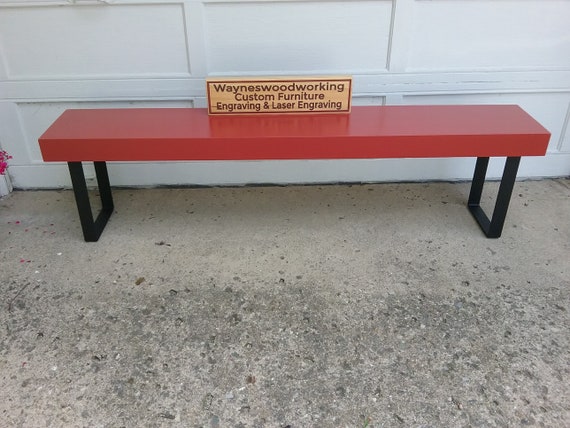 Wayneswoodworking
Custom Furniture
Engraving & Laser Engraving